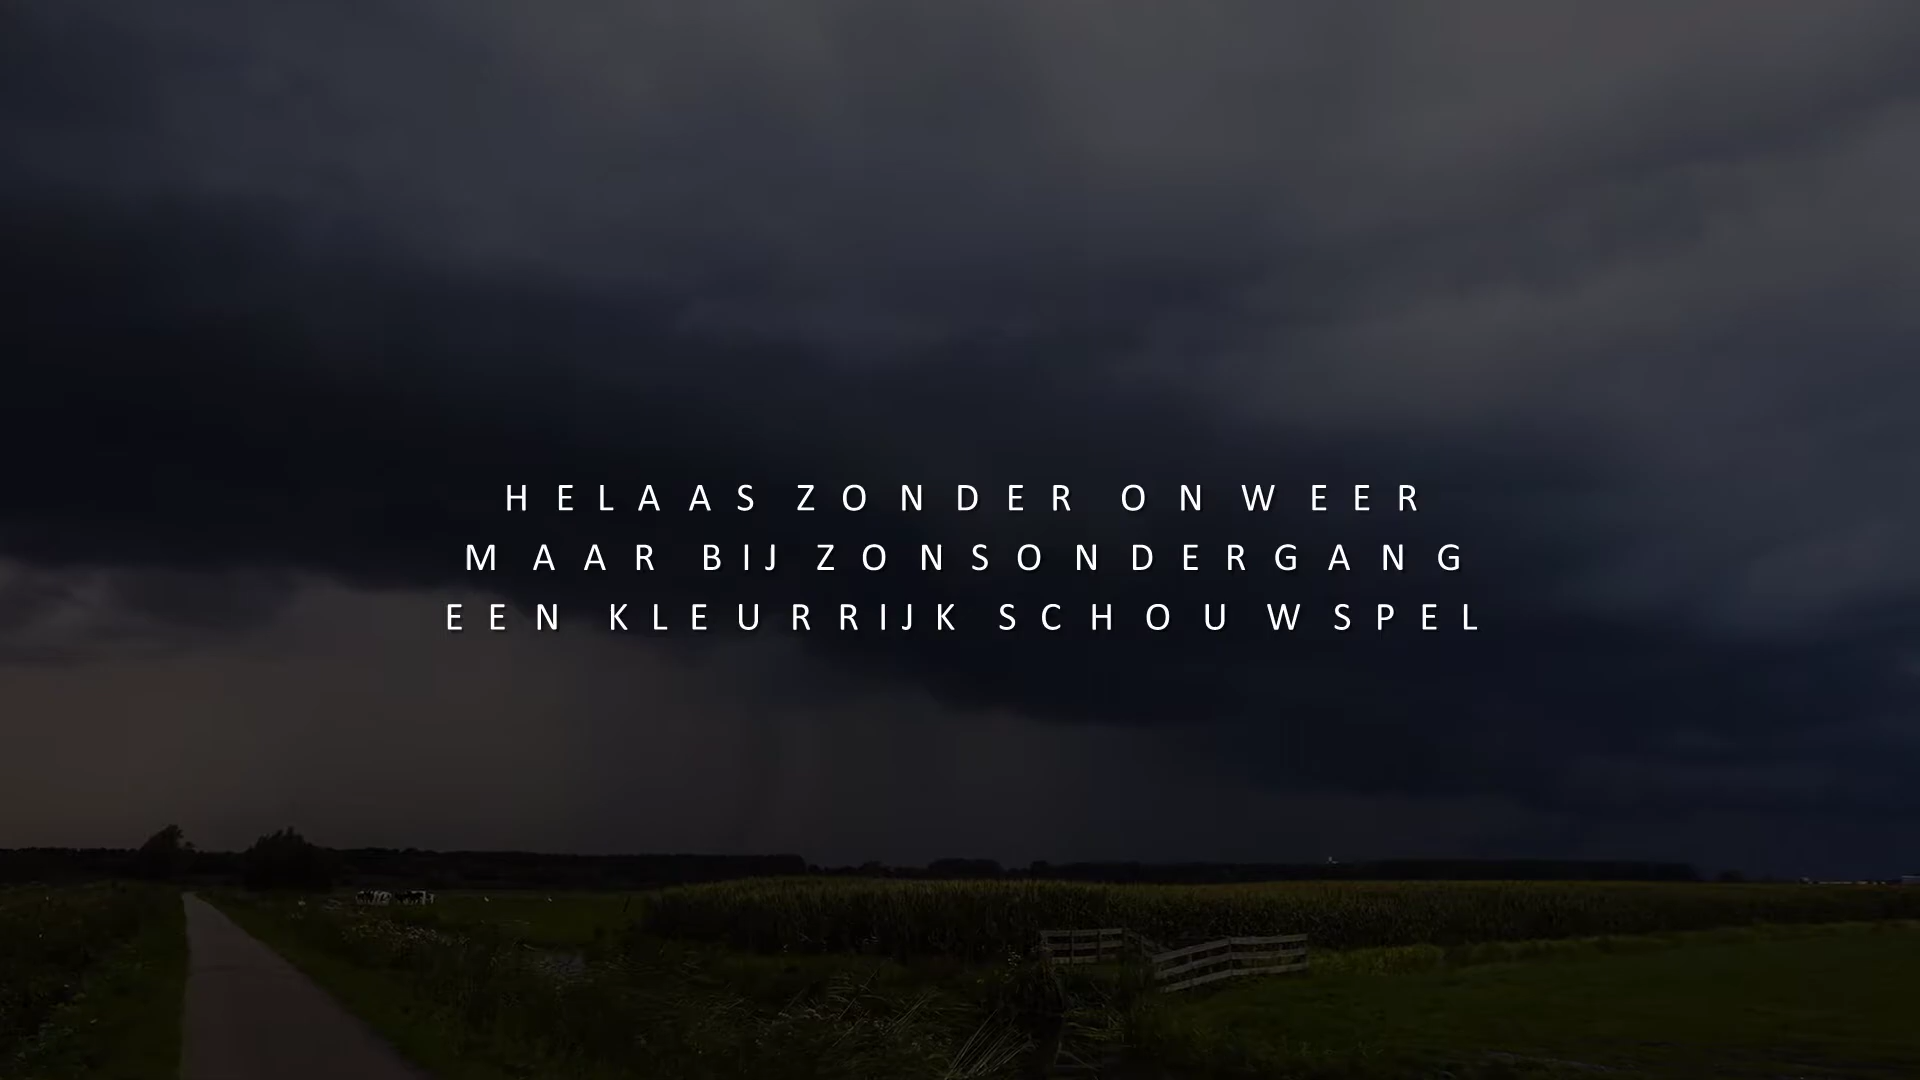 HELAAS ZONDER ONWEER
MAAR BIJ ZONSONDERGANG
EEN KLEURRIJK SCHOUWSPEL